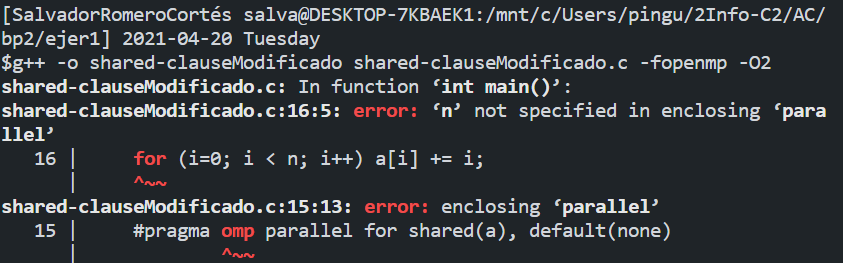 [SalvadorRomeroCortés salva@DESKTOP-7KBAEK1:/mnt/c/Users/pingu/2Info-C2/AC/
bp2/ejer1] 2021-04-20 Tuesday
$g++ -o shared-clauseModificado shared-clauseModificado.c -fopenmp -O2
shared-clauseModificado.c: In function ‘int main()’:
shared-clauseModificado.c:16:5: error: ‘n’ not specified in enclosing ‘para
llel’
   16 |     for (i=0; i < n; i++) a[i] += i;
      |     ^~~
shared-clauseModificado.c:15:13: error: enclosing ‘parallel’
   15 |     #pragma omp parallel for shared(a), default(none)
      |             ^~~